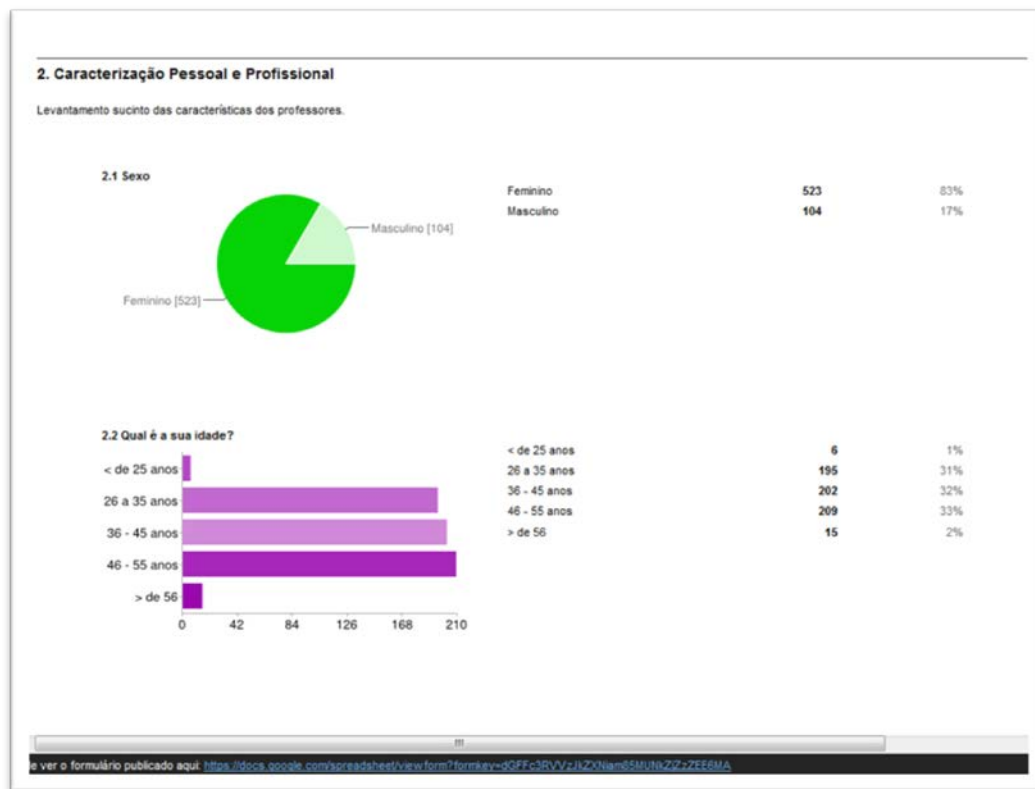 2. Caracterização Pessoal e Profissional
Levantamento sucinto das características dos professores.
2.1 Sexo
Masculino [104]
Feminino [523]
Feminino 523 83%
Masculino 104 17%
2.2 Qual é a sua idade?
< de 25 anos
26 a 35 anos
36 - 45 anos
46 - 55 anos
> de 56
0 42 84 126 168 210
< de 25 anos 6 1%
26 a 35 anos 195 31%
36 - 45 anos 202 32%
46 - 55 anos 209 33%
> de 56 15 2%
e ver o formulário publicado aqui: